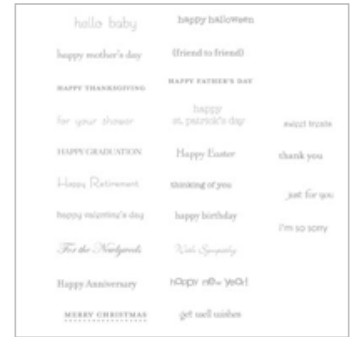 hello baby
happy halloween
happy mother's day
(friend to friend)
HAPPY THANKSGIVING
HAPPY FATHER'S DAY
for your shower
happy
st. patrick's day
sweet treats
HAPPY GRADUATION
Happy Easter
thank you
Happy Retirement
thinking of you
just for you
happy valentine's day
happy birthday
i'm so sorry
For the Newlyweds
With Sympathy
Happy Anniversary
happy new year!
MERRY CHRISTMAS
get well wishes